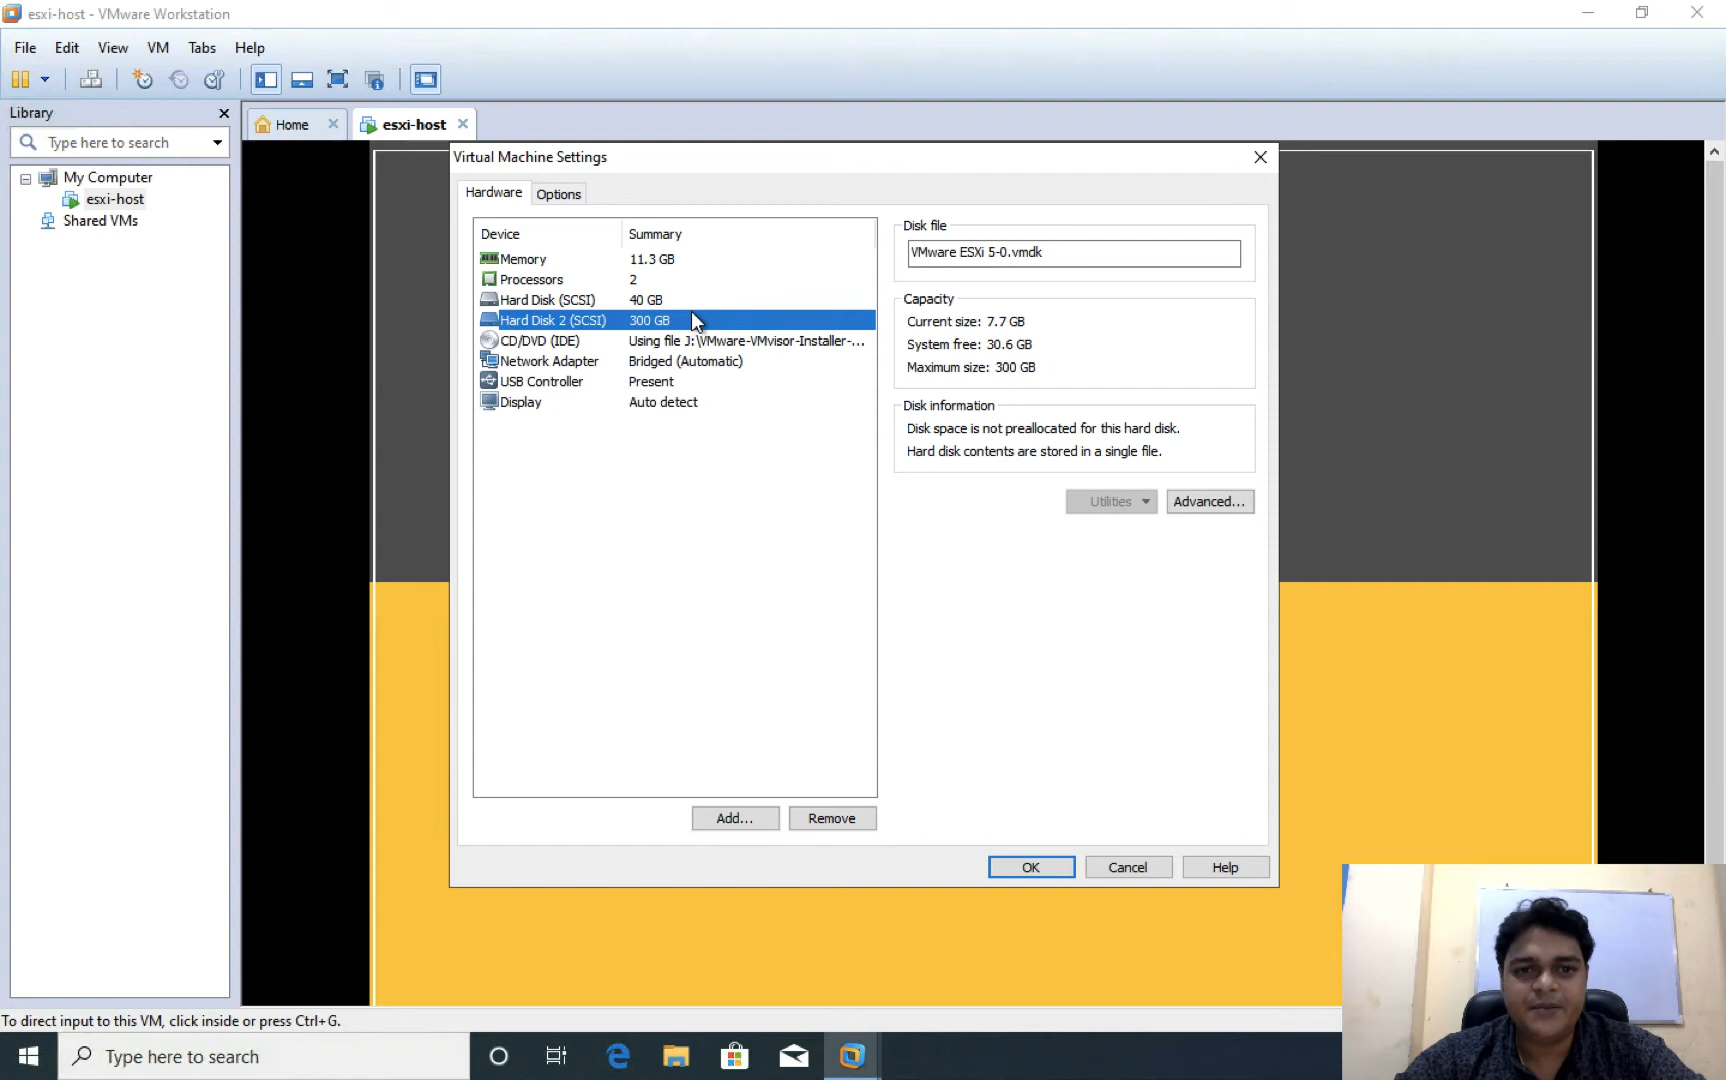 esxi-host - VMware Workstation
File Edit View VM Tabs Help
Library
Type here to search
My Computer
esxi-host
Shared VMs
Home
esxi-host
Virtual Machine Settings
Hardware Options
Device Summary
Memory 11.3 GB
Processors 2
Hard Disk (SCSI) 40 GB
Hard Disk 2 (SCSI) 300 GB
CD/DVD (IDE) Using file J:\VMware-VMvisor-Installer-...
Network Adapter Bridged (Automatic)
USB Controller Present
Display Auto detect
Add... Remove
Disk file
VMware ESXi 5-0.vmdk
Capacity
Current size: 7.7 GB
System free: 30.6 GB
Maximum size: 300 GB
Disk information
Disk space is not preallocated for this hard disk.
Hard disk contents are stored in a single file.
Utilities Advanced...
OK Cancel Help
To direct input to this VM, click inside or press Ctrl+G.
Type here to search